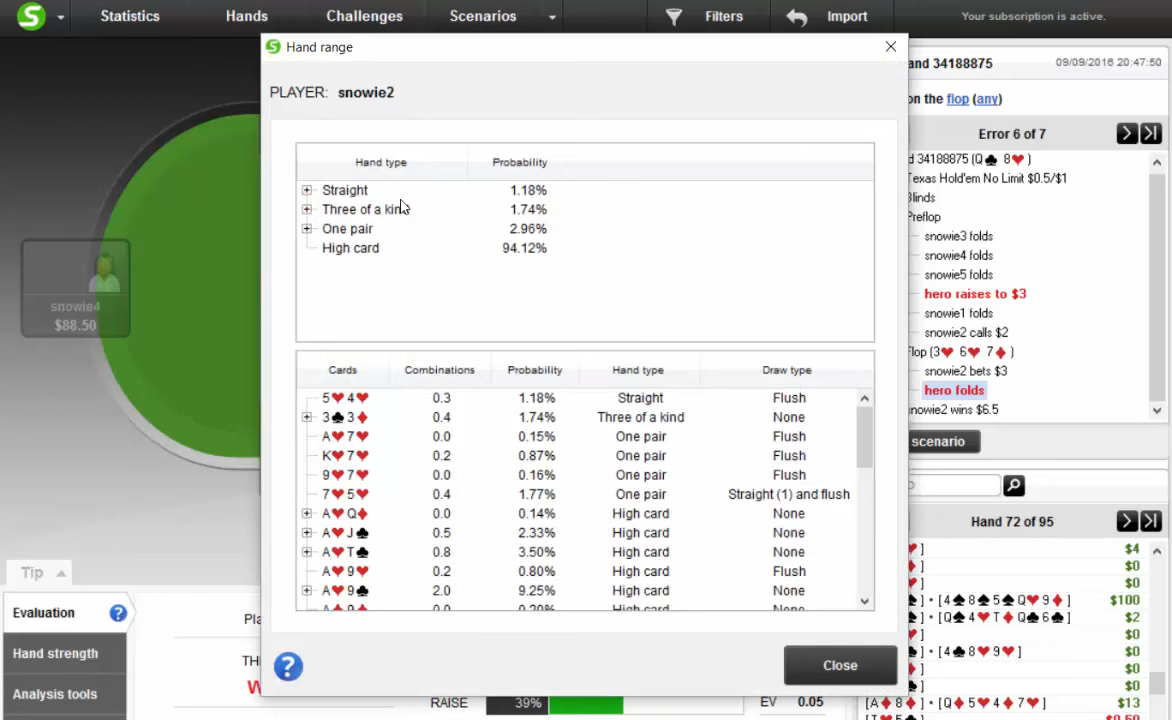 Statistics Hands Challenges Scenarios Filters Import Your subscription is active.
Hand range
PLAYER: snowie2
Hand type Probability
Straight 1.18%
Three of a kind 1.74%
One pair 2.96%
High card 94.12%
Cards Combinations Probability Hand type Draw type
5♥4♥ 0.3 1.18% Straight Flush
3♣3♦ 0.4 1.74% Three of a kind None
A♥7♥ 0.0 0.15% One pair Flush
K♥7♥ 0.2 0.87% One pair Flush
9♥7♥ 0.0 0.16% One pair Flush
7♥5♥ 0.4 1.77% One pair Straight (1) and flush
A♥Q♦ 0.0 0.14% High card None
A♥J♣ 0.5 2.33% High card None
A♥T♣ 0.8 3.50% High card None
A♥9♥ 0.2 0.80% High card Flush
A♥9♣ 2.0 9.25% High card None
Close
snowie4
$88.50
Tip
Evaluation
Hand strength
Analysis tools
Pla
TH
W
RAISE 39% EV 0.05
and 34188875 09/09/2016 20:47:50
on the flop (any)
Error 6 of 7
d 34188875 (Q♣ 8♥)
Texas Hold'em No Limit $0.5/$1
Blinds
Preflop
snowie3 folds
snowie4 folds
snowie5 folds
hero raises to $3
snowie1 folds
snowie2 calls $2
Flop (3♥ 6♥ 7♦)
snowie2 bets $3
hero folds
snowie2 wins $6.5
scenario
Hand 72 of 95
♥] $4
♦] $0
♥] $0
♣] • [4♣8♣5♣Q♥9♦] $100
♣] • [Q♣4♥T♦Q♣6♣] $2
♥] $0
♣] • [4♣8♥9♥] $0
♦] $0
♣] $0
[A♦8♦] • [Q♦5♦4♦7♥] $13